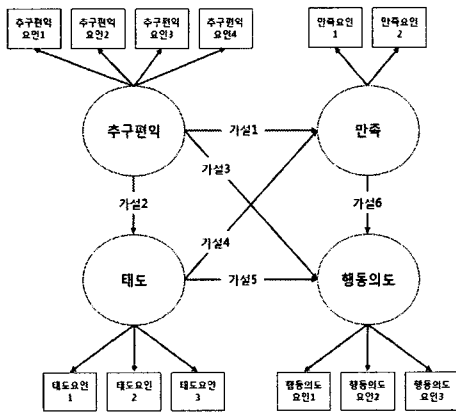 추구편익
요인1
추구편익
요인2
추구편익
요인3
추구편익
요인4
만족요인
1
만족요인
2
추구편익
가설1
만족
가설3
가설2
가설6
가설4
태도
가설5
행동의도
태도요인
1
태도요인
2
태도요인
3
행동의도
요인1
행동의도
요인2
행동의도
요인3